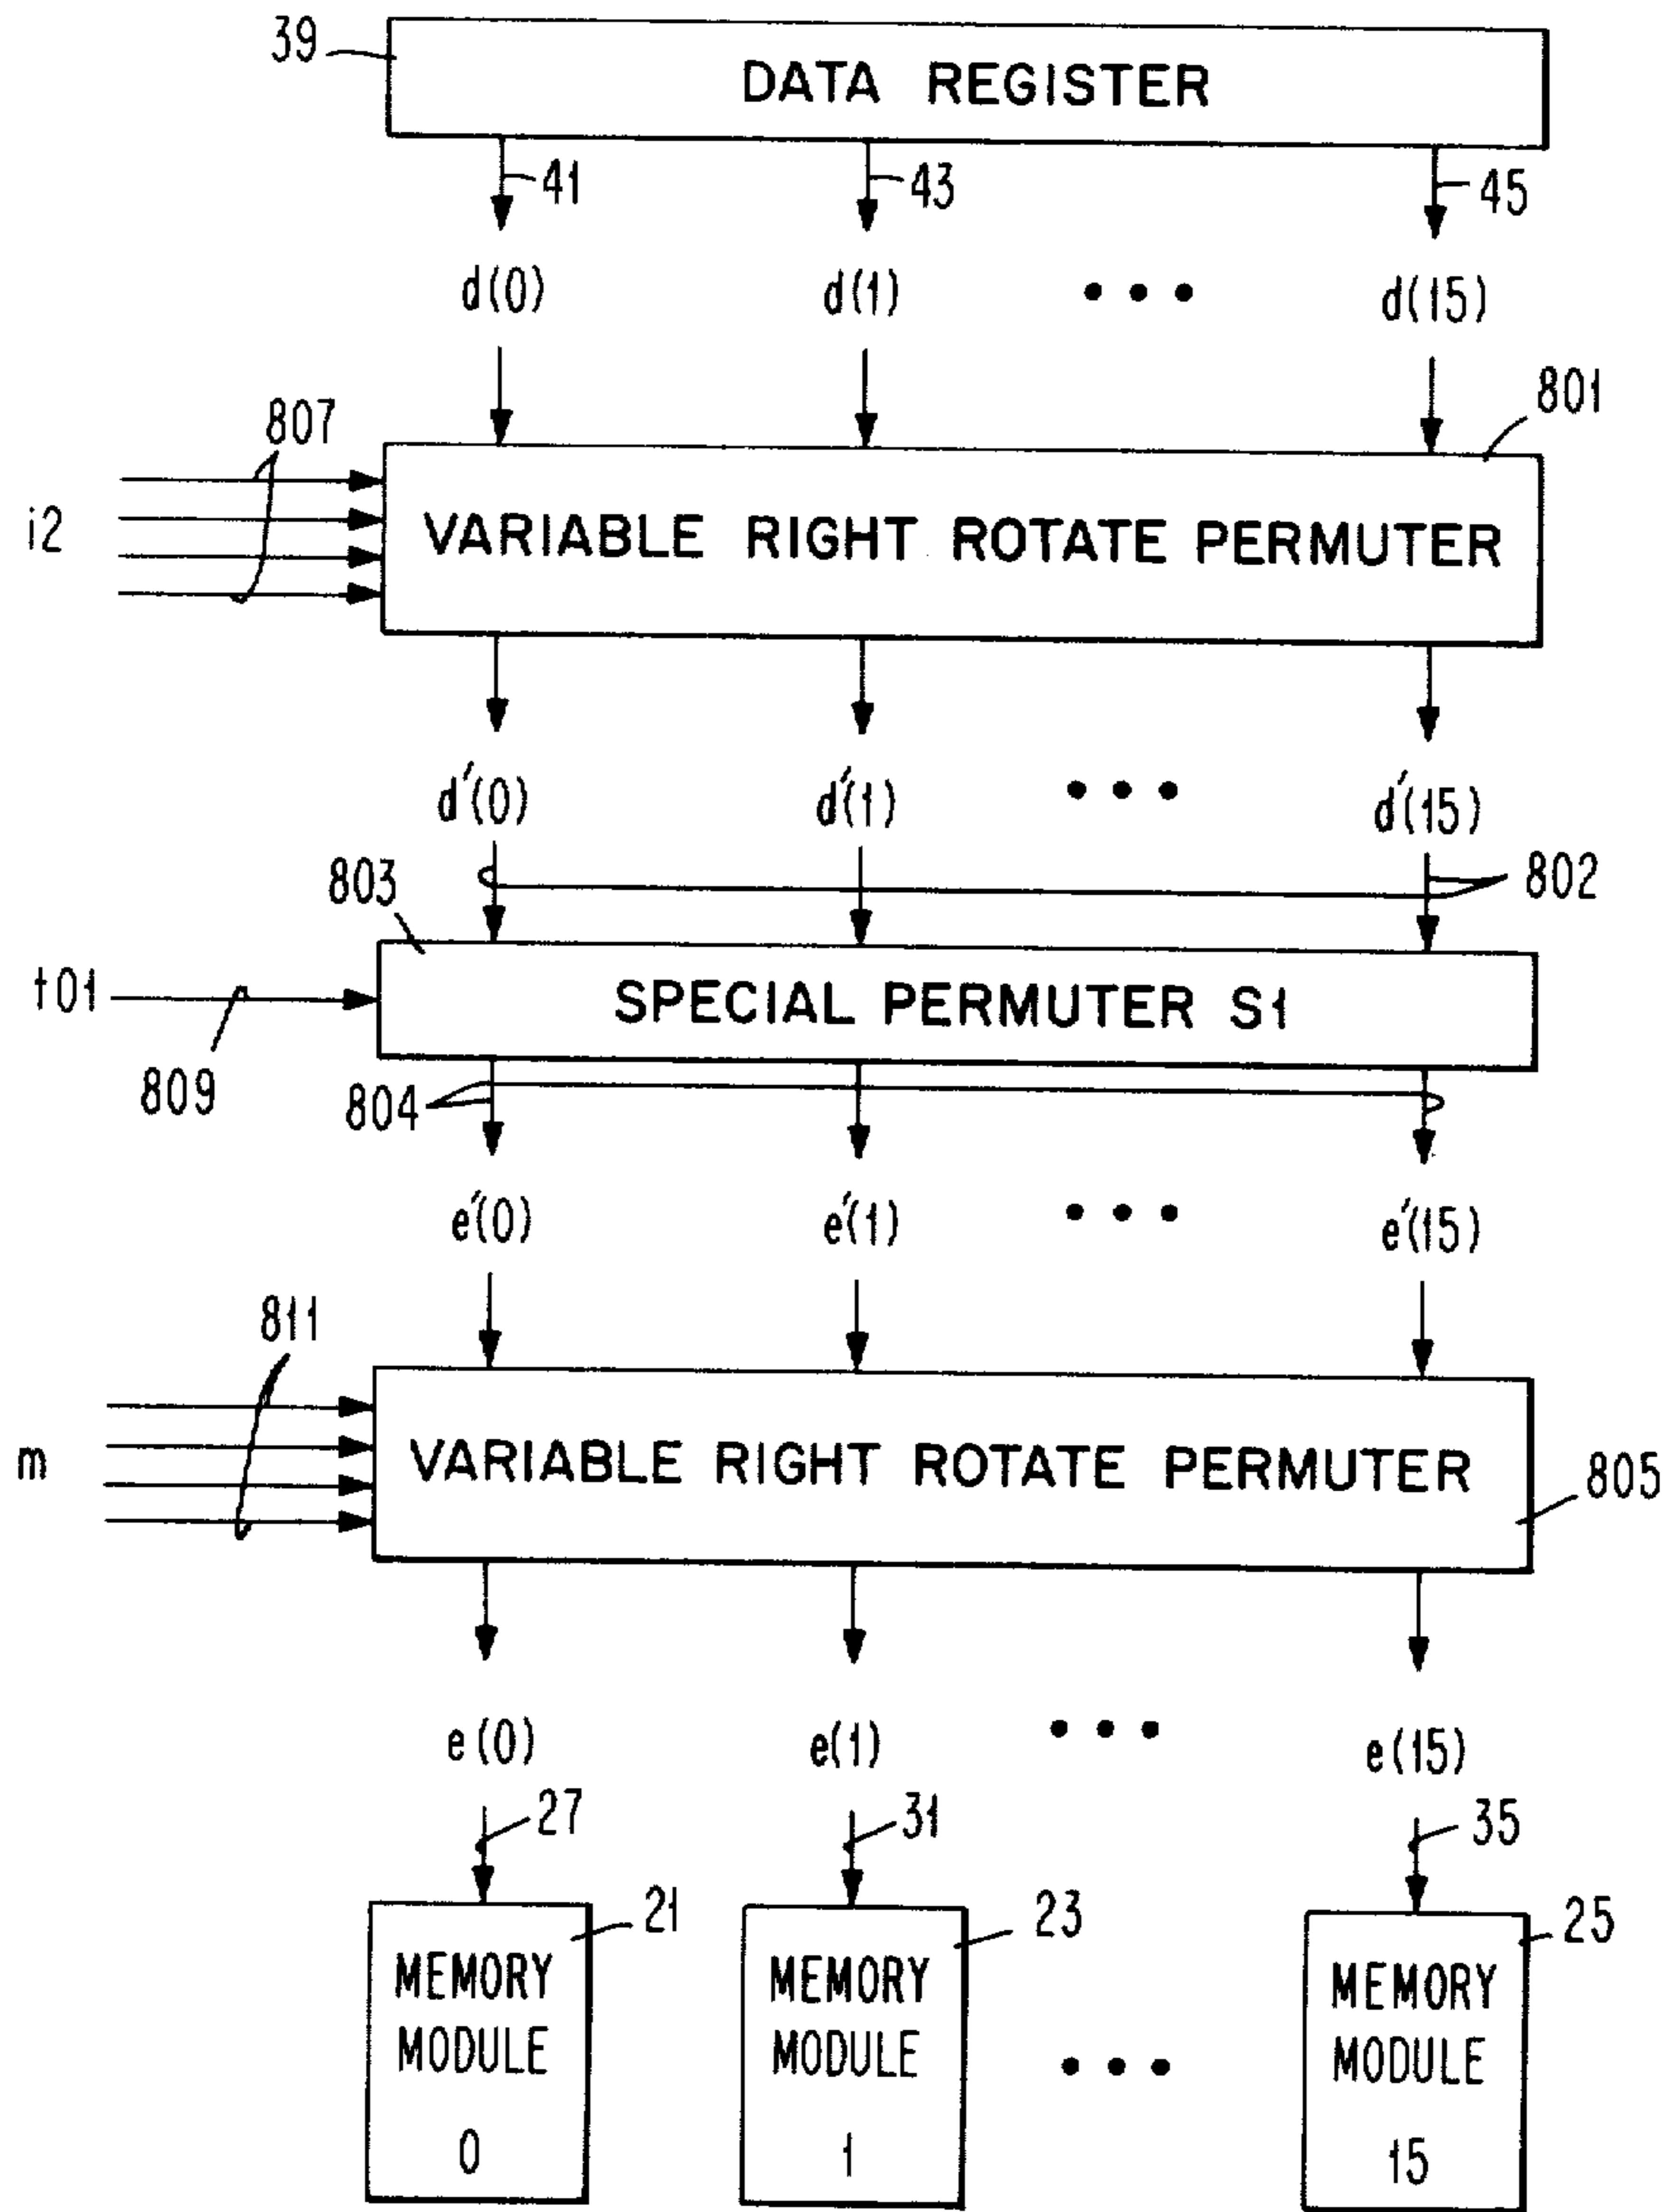 39
DATA REGISTER
41
43
45
d(0)
d(1)
• • •
d(15)
807
801
i2
VARIABLE RIGHT ROTATE PERMUTER
d'(0)
d'(1)
• • •
d'(15)
803
802
t01
SPECIAL PERMUTER S1
809
804
e'(0)
e'(1)
• • •
e'(15)
811
m
VARIABLE RIGHT ROTATE PERMUTER
805
e(0)
e(1)
• • •
e(15)
27
31
35
21
23
25
MEMORY
MODULE
0
MEMORY
MODULE
1
• • •
MEMORY
MODULE
15